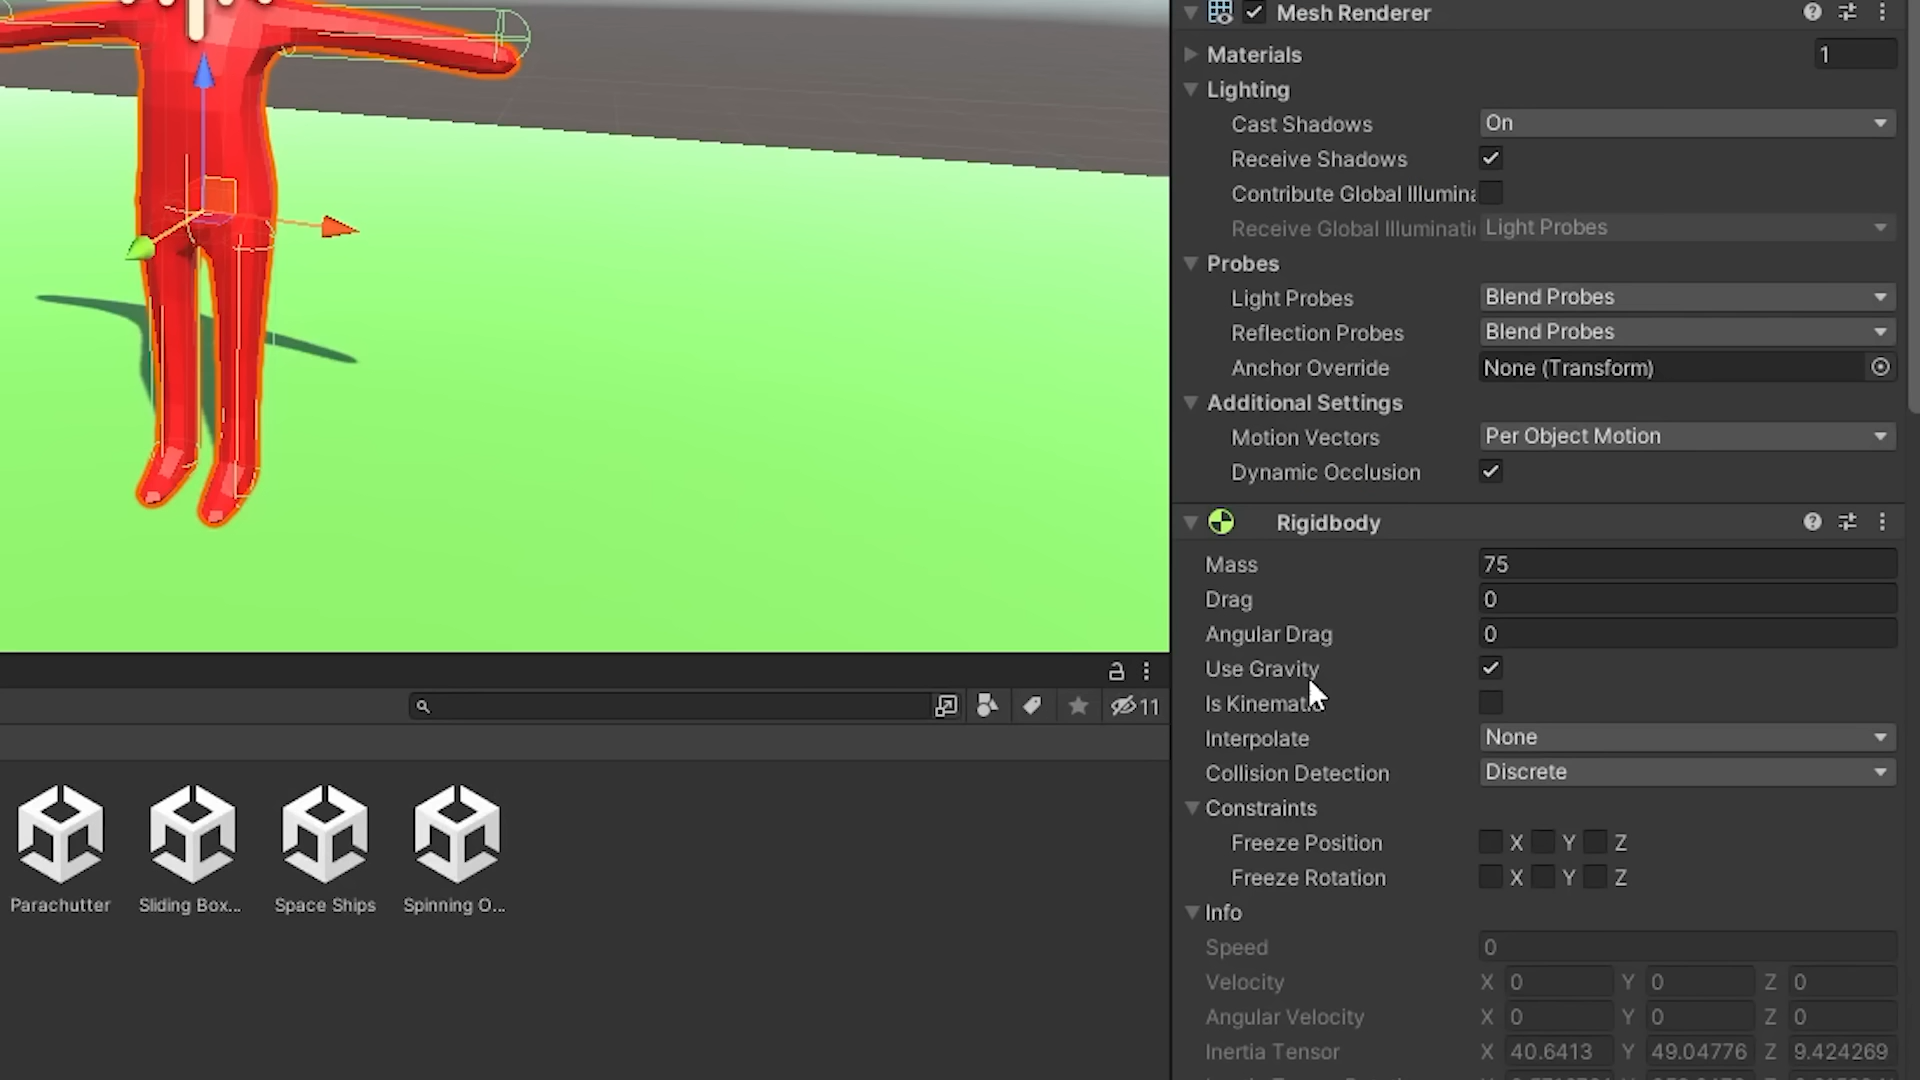 Mesh Renderer
Materials 1
Lighting
Cast Shadows On
Receive Shadows
Contribute Global Illumina
Receive Global Illuminati Light Probes
Probes
Light Probes Blend Probes
Reflection Probes Blend Probes
Anchor Override None (Transform)
Additional Settings
Motion Vectors Per Object Motion
Dynamic Occlusion
Rigidbody
Mass 75
Drag 0
Angular Drag 0
Use Gravity
Is Kinemat
Interpolate None
Collision Detection Discrete
Constraints
Freeze Position X Y Z
Freeze Rotation X Y Z
Info
Speed 0
Velocity X 0 Y 0 Z 0
Angular Velocity X 0 Y 0 Z 0
Inertia Tensor X 40.6413 Y 49.04776 Z 9.424269
11
Parachutter Sliding Box... Space Ships Spinning O...